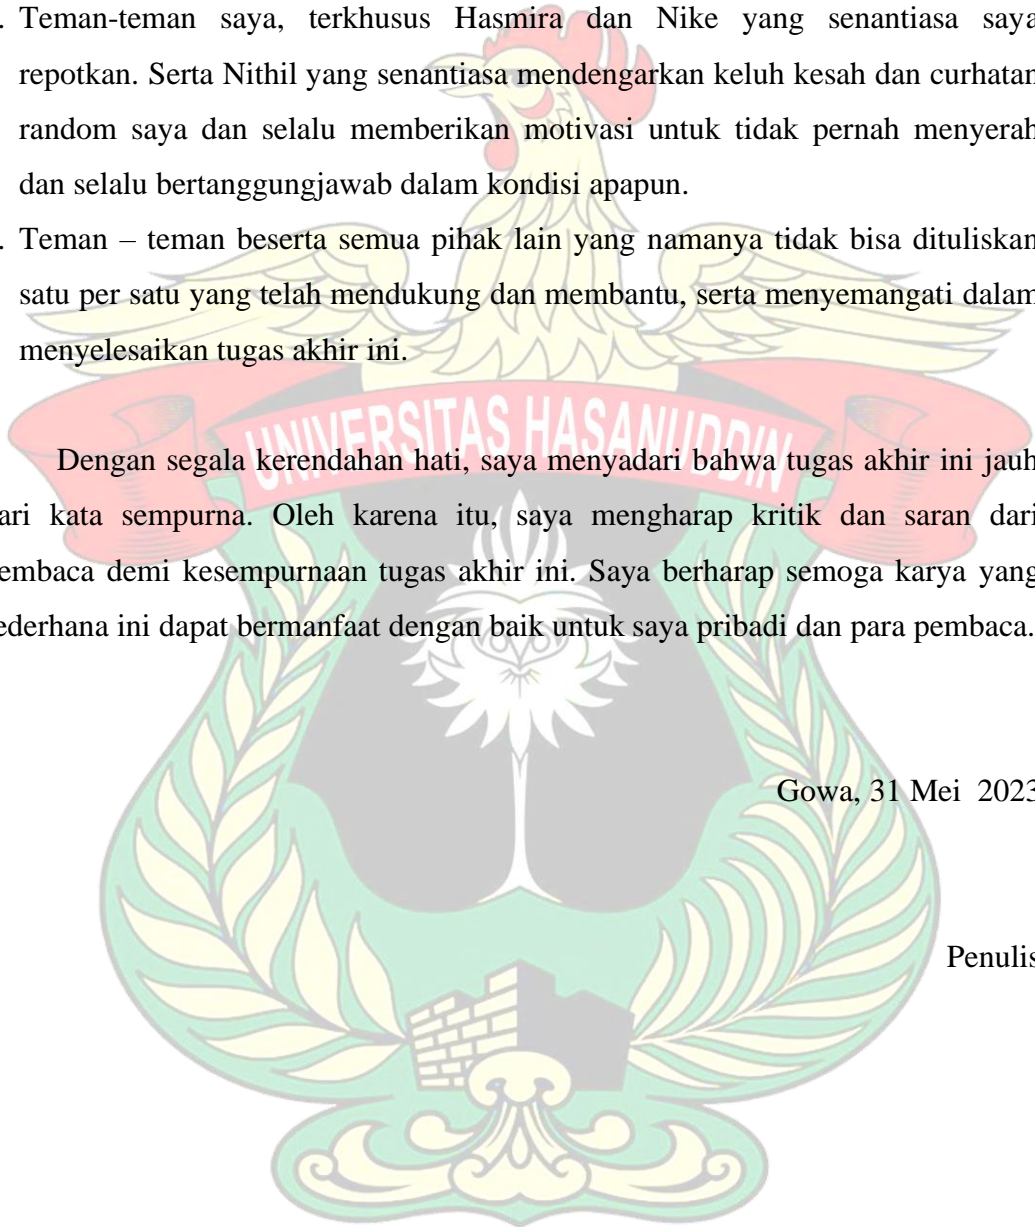 . Teman-teman saya, terkhusus Hasmira dan Nike yang senantiasa saya
repotkan. Serta Nithil yang senantiasa mendengarkan keluh kesah dan curhatan
random saya dan selalu memberikan motivasi untuk tidak pernah menyerah
dan selalu bertanggungjawab dalam kondisi apapun.
. Teman – teman beserta semua pihak lain yang namanya tidak bisa dituliskan
satu per satu yang telah mendukung dan membantu, serta menyemangati dalam
menyelesaikan tugas akhir ini.
UNIVERSITAS HASANUDDIN
Dengan segala kerendahan hati, saya menyadari bahwa tugas akhir ini jauh
ari kata sempurna. Oleh karena itu, saya mengharap kritik dan saran dari
embaca demi kesempurnaan tugas akhir ini. Saya berharap semoga karya yang
ederhana ini dapat bermanfaat dengan baik untuk saya pribadi dan para pembaca.
Gowa, 31 Mei 2023
Penulis